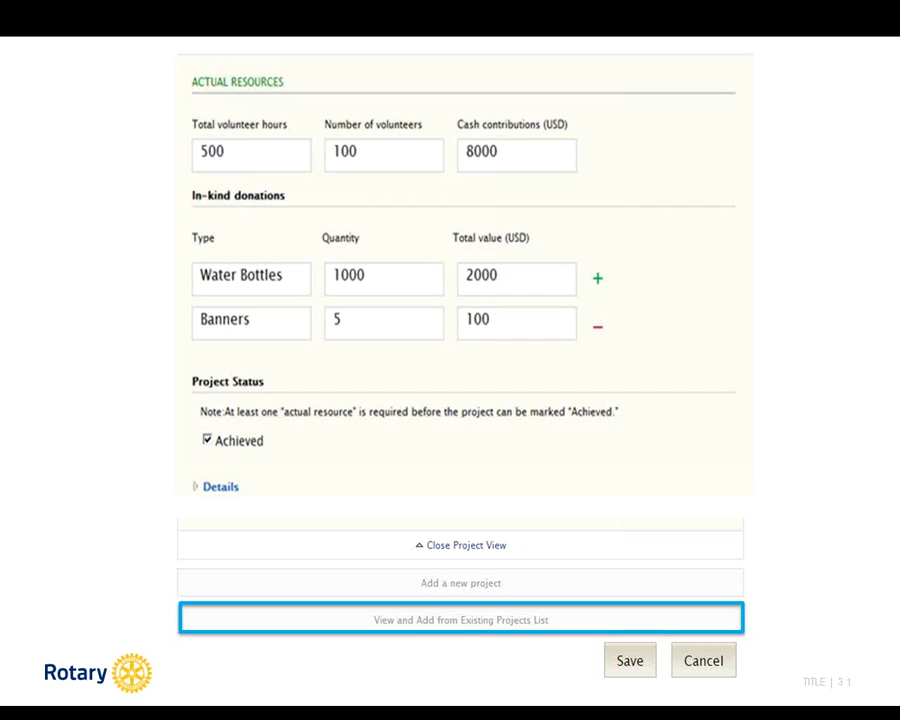 ACTUAL RESOURCES
Total volunteer hours Number of volunteers Cash contributions (USD)
500 100 8000
In-kind donations
Type Quantity Total value (USD)
Water Bottles 1000 2000 +
Banners 5 100 −
Project Status
Note:At least one "actual resource" is required before the project can be marked "Achieved."
Achieved
Details
Close Project View
Add a new project
View and Add from Existing Projects List
Save Cancel
Rotary
TITLE | 31